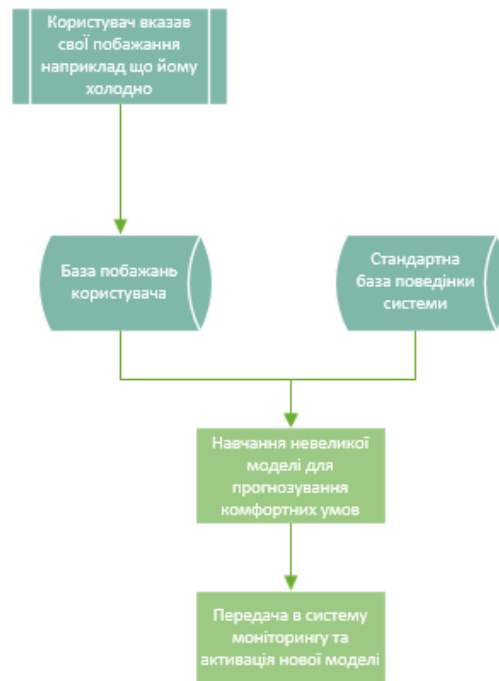 Користувач вказав
свої побажання
наприклад що йому
холодно
База побажань
користувача
Стандартна
база поведінки
системи
Навчання невеликої
моделі для
прогнозування
комфортних умов
Передача в систему
моніторингу та
активація нової моделі